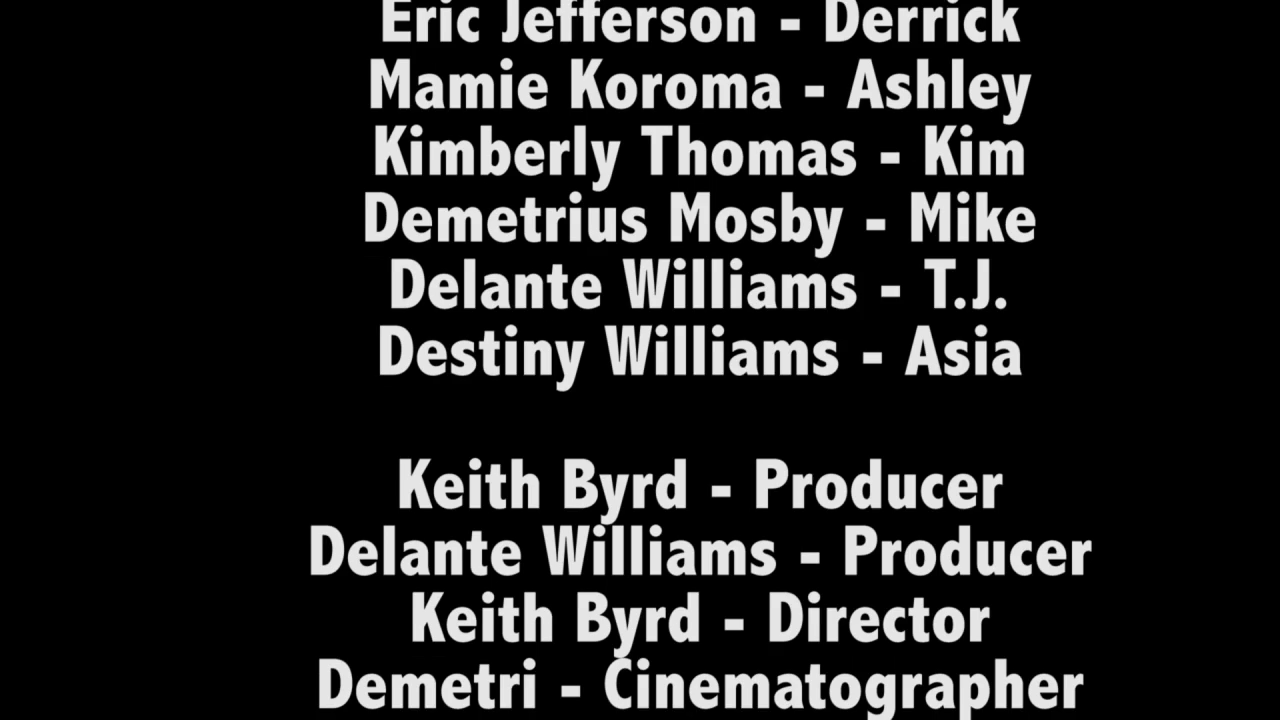 Eric Jefferson - Derrick
Mamie Koroma - Ashley
Kimberly Thomas - Kim
Demetrius Mosby - Mike
Delante Williams - T.J.
Destiny Williams - Asia
Keith Byrd - Producer
Delante Williams - Producer
Keith Byrd - Director
Demetri - Cinematographer